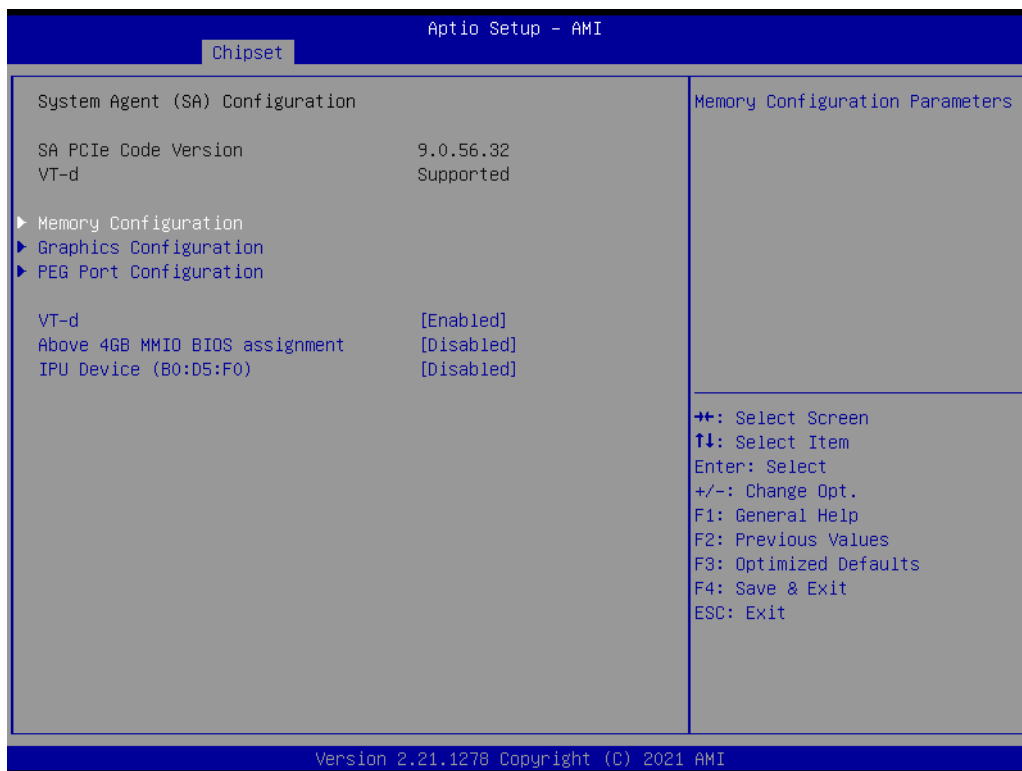 Aptio Setup – AMI
Chipset
System Agent (SA) Configuration
SA PCIe Code Version 9.0.56.32
VT-d Supported
▶ Memory Configuration
▶ Graphics Configuration
▶ PEG Port Configuration
VT-d [Enabled]
Above 4GB MMIO BIOS assignment [Disabled]
IPU Device (B0:D5:F0) [Disabled]
Memory Configuration Parameters
→←: Select Screen
↑↓: Select Item
Enter: Select
+/-: Change Opt.
F1: General Help
F2: Previous Values
F3: Optimized Defaults
F4: Save & Exit
ESC: Exit
Version 2.21.1278 Copyright (C) 2021 AMI